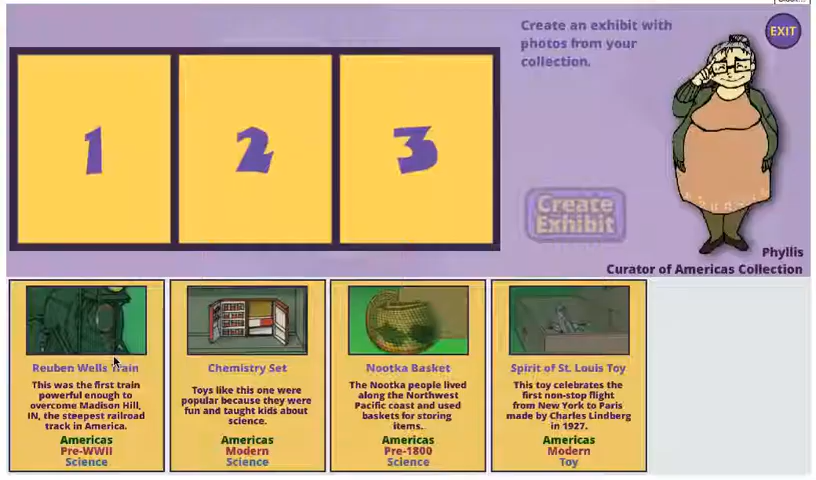 Create an exhibit with
photos from your
collection.
EXIT
1
2
3
Create
Exhibit
Phyllis
Curator of Americas Collection
Reuben Wells Train
This was the first train
powerful enough to
overcome Madison Hill,
IN, the steepest railroad
track in America.
Americas
Pre-WWII
Science
Chemistry Set
Toys like this one were
popular because they were
fun and taught kids about
science.
Americas
Modern
Science
Nootka Basket
The Nootka people lived
along the Northwest
Pacific coast and used
baskets for storing
items.
Americas
Pre-1800
Science
Spirit of St. Louis Toy
This toy celebrates the
first non-stop flight
from New York to Paris
made by Charles Lindberg
in 1927.
Americas
Modern
Toy